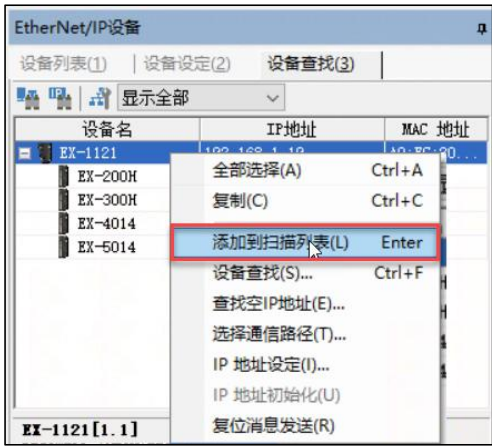 EtherNet/IP设备
设备列表(1) 设备设定(2) 设备查找(3)
显示全部
设备名 IP地址 MAC 地址
EX-1121 192.168.1.10
EX-200H
EX-300H
EX-4014
EX-5014
全部选择(A) Ctrl+A
复制(C) Ctrl+C
添加到扫描列表(L) Enter
设备查找(S)... Ctrl+F
查找空IP地址(E)...
选择通信路径(T)...
IP 地址设定(I)...
IP 地址初始化(U)
复位消息发送(R)
EX-1121[1.1]